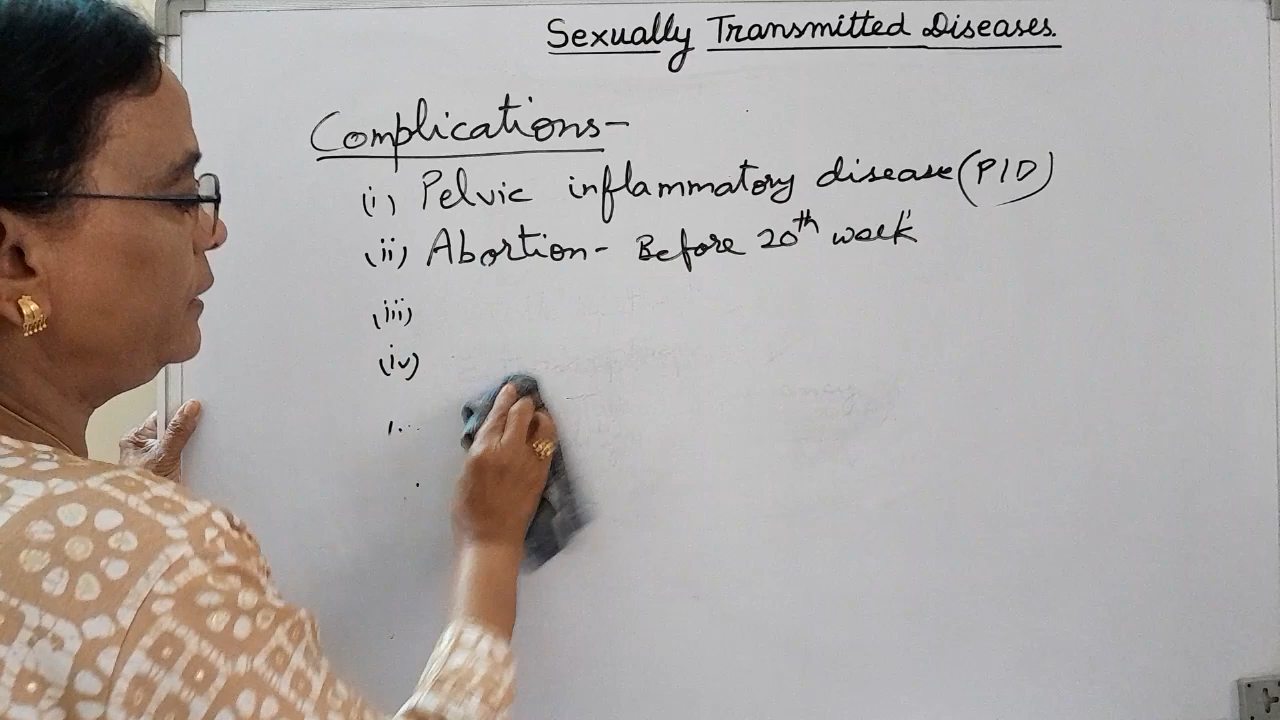 Sexually Transmitted Diseases.
Complications-
(i) Pelvic inflammatory disease (PID)
(ii) Abortion- Before 20th week
(iii)
(iv)